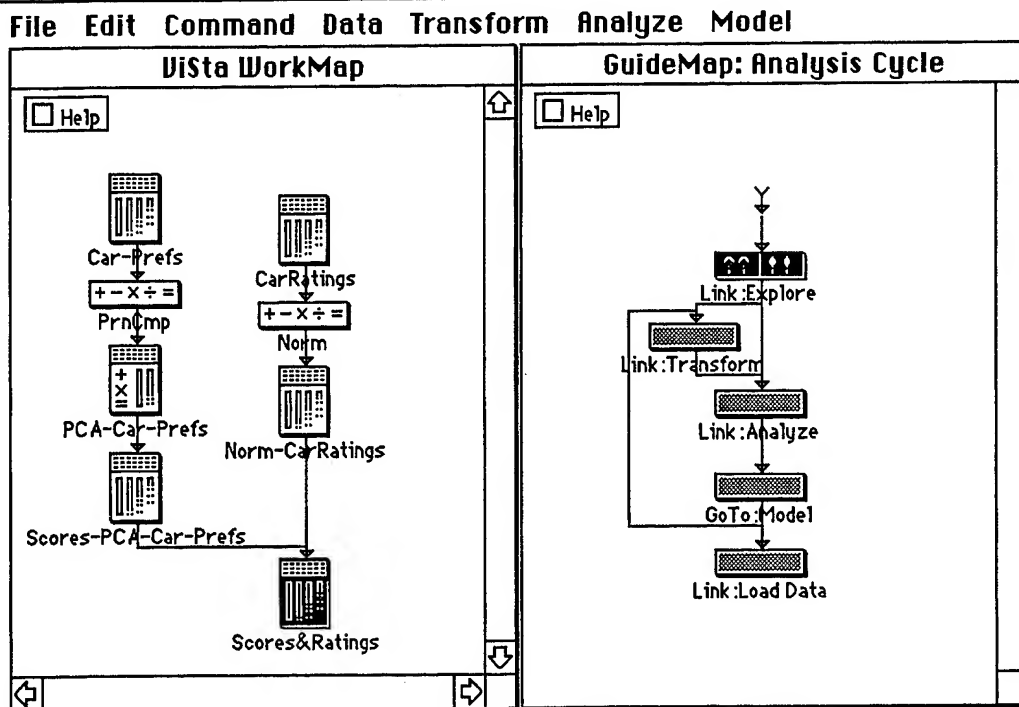 File Edit Command Data Transform Analyze Model
ViSta WorkMap
Help
Car-Prefs
+ − × ÷ =
PrnCmp
+
×
=
PCA-Car-Prefs
Scores-PCA-Car-Prefs
CarRatings
+ − × ÷ =
Norm
Norm-CarRatings
Scores&Ratings
GuideMap: Analysis Cycle
Help
Link:Explore
Link:Transform
Link:Analyze
GoTo:Model
Link:Load Data